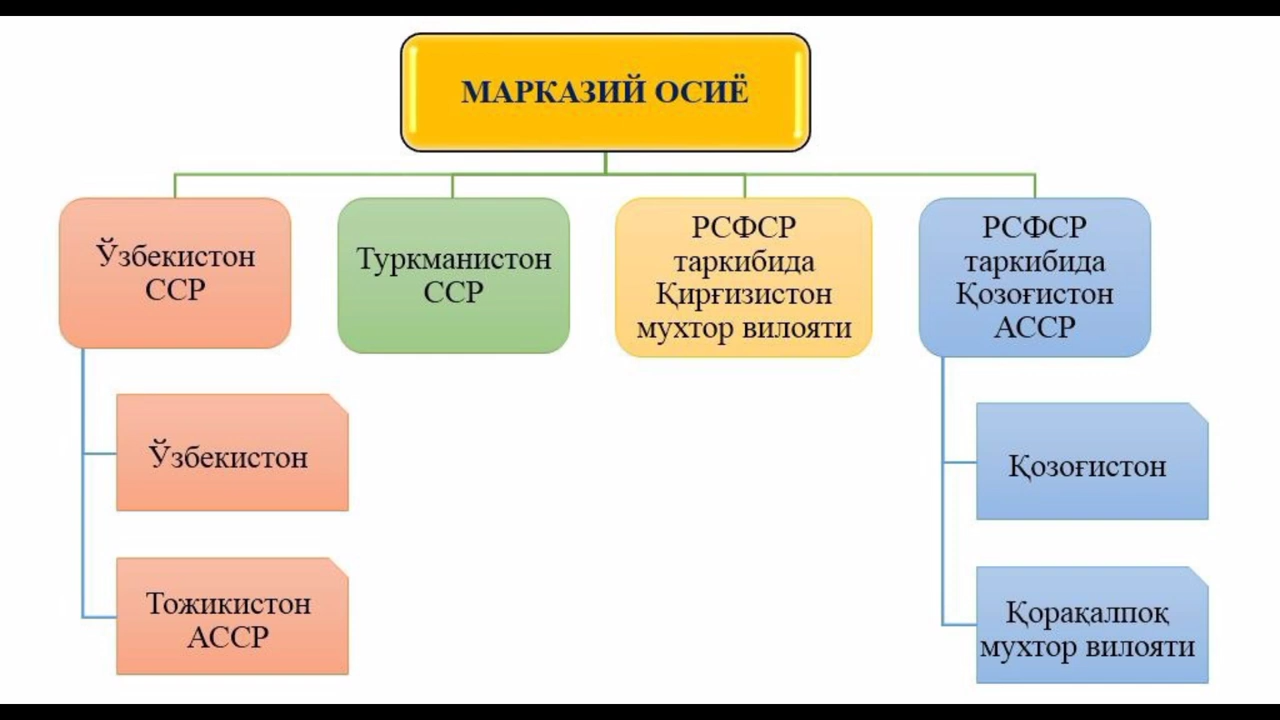 МАРКАЗИЙ ОСИЁ
Ўзбекистон
ССР
Туркманистон
ССР
РСФСР
таркибида
Қирғизистон
мухтор вилояти
РСФСР
таркибида
Қозоғистон
АССР
Ўзбекистон
Тожикистон
АССР
Қозоғистон
Қорақалпоқ
мухтор вилояти